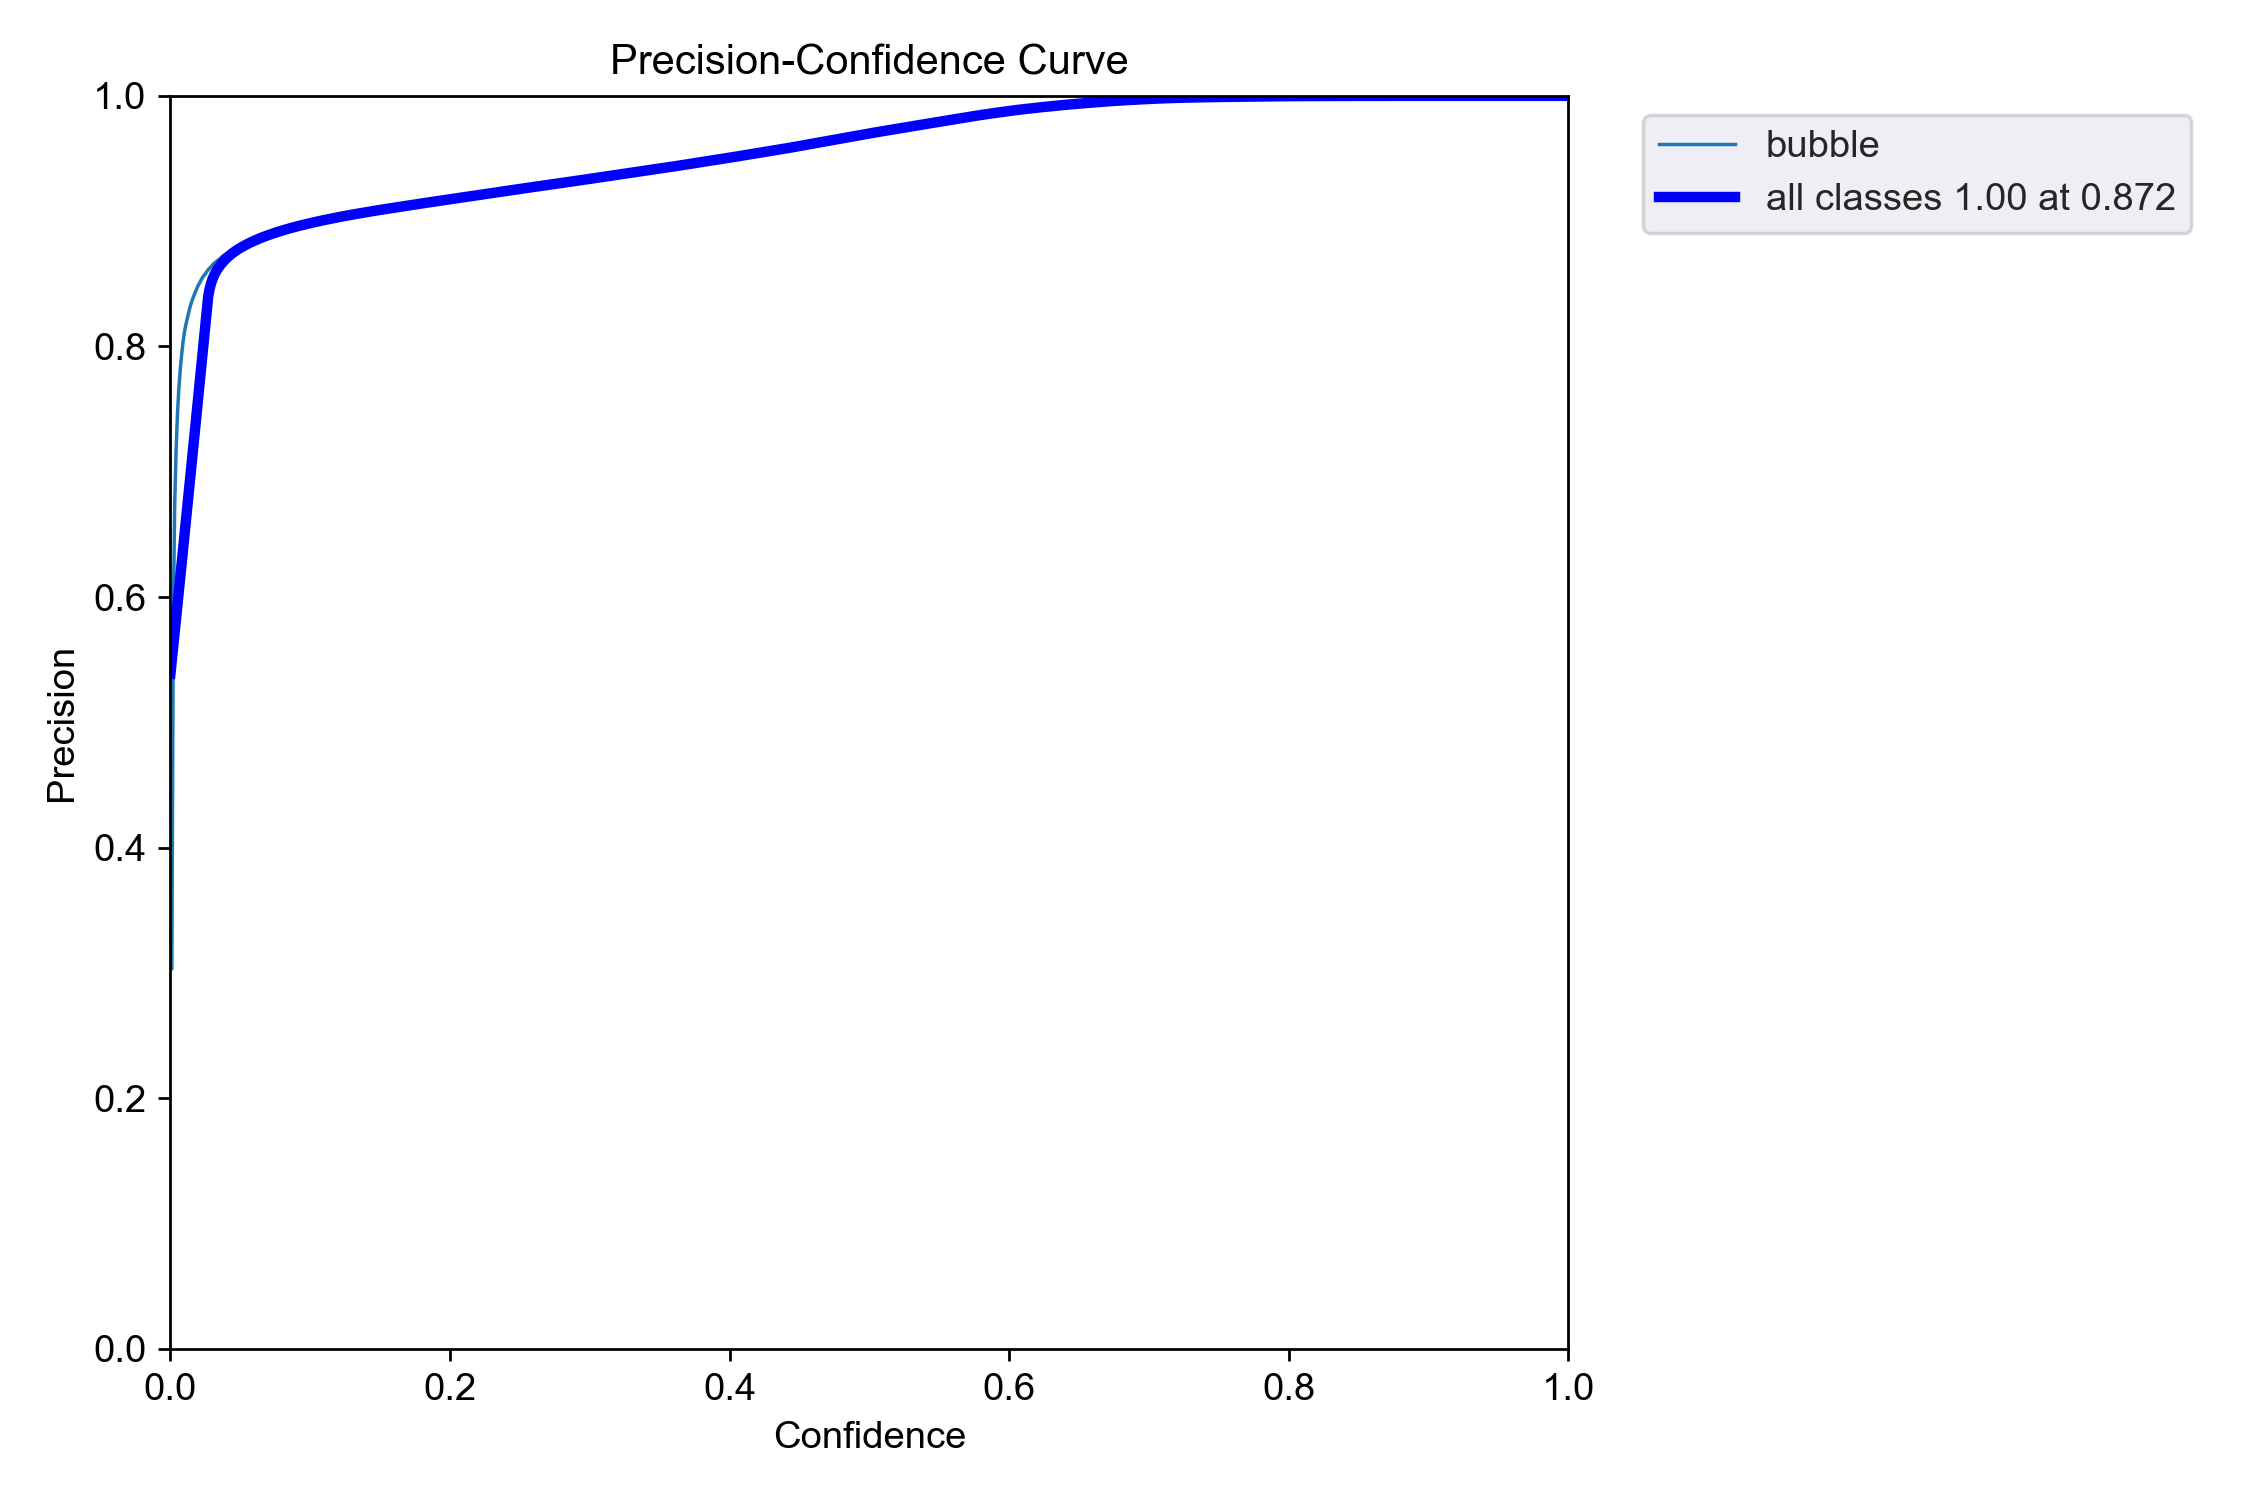 Precision-Confidence Curve
1.0
0.8
0.6
0.4
0.2
0.0
Precision
0.0 0.2 0.4 0.6 0.8 1.0
Confidence
bubble
all classes 1.00 at 0.872